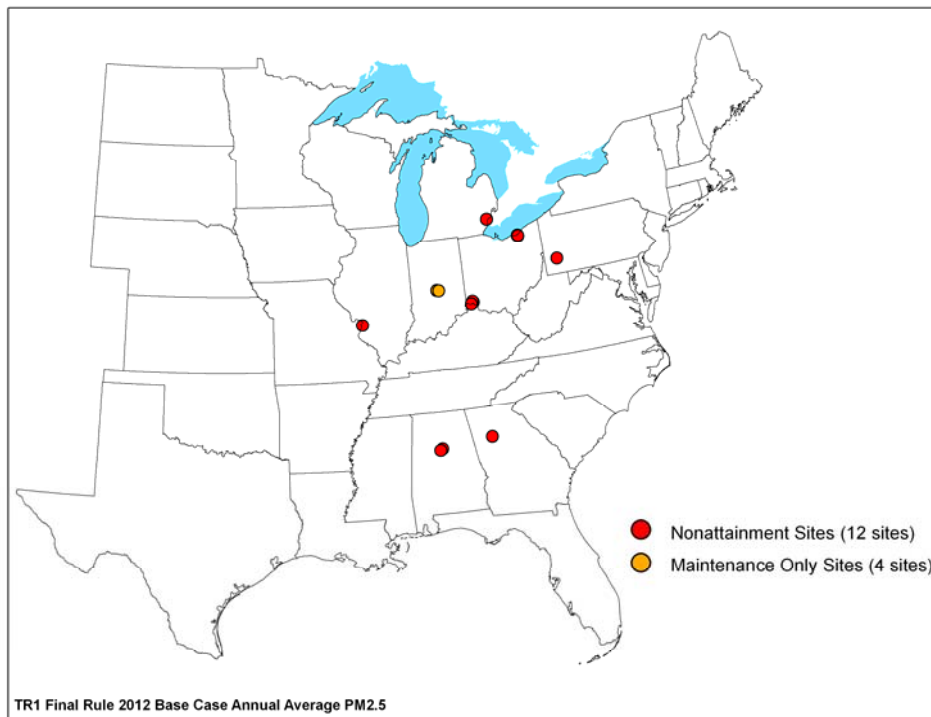 Nonattainment Sites (12 sites)
Maintenance Only Sites (4 sites)
TR1 Final Rule 2012 Base Case Annual Average PM2.5